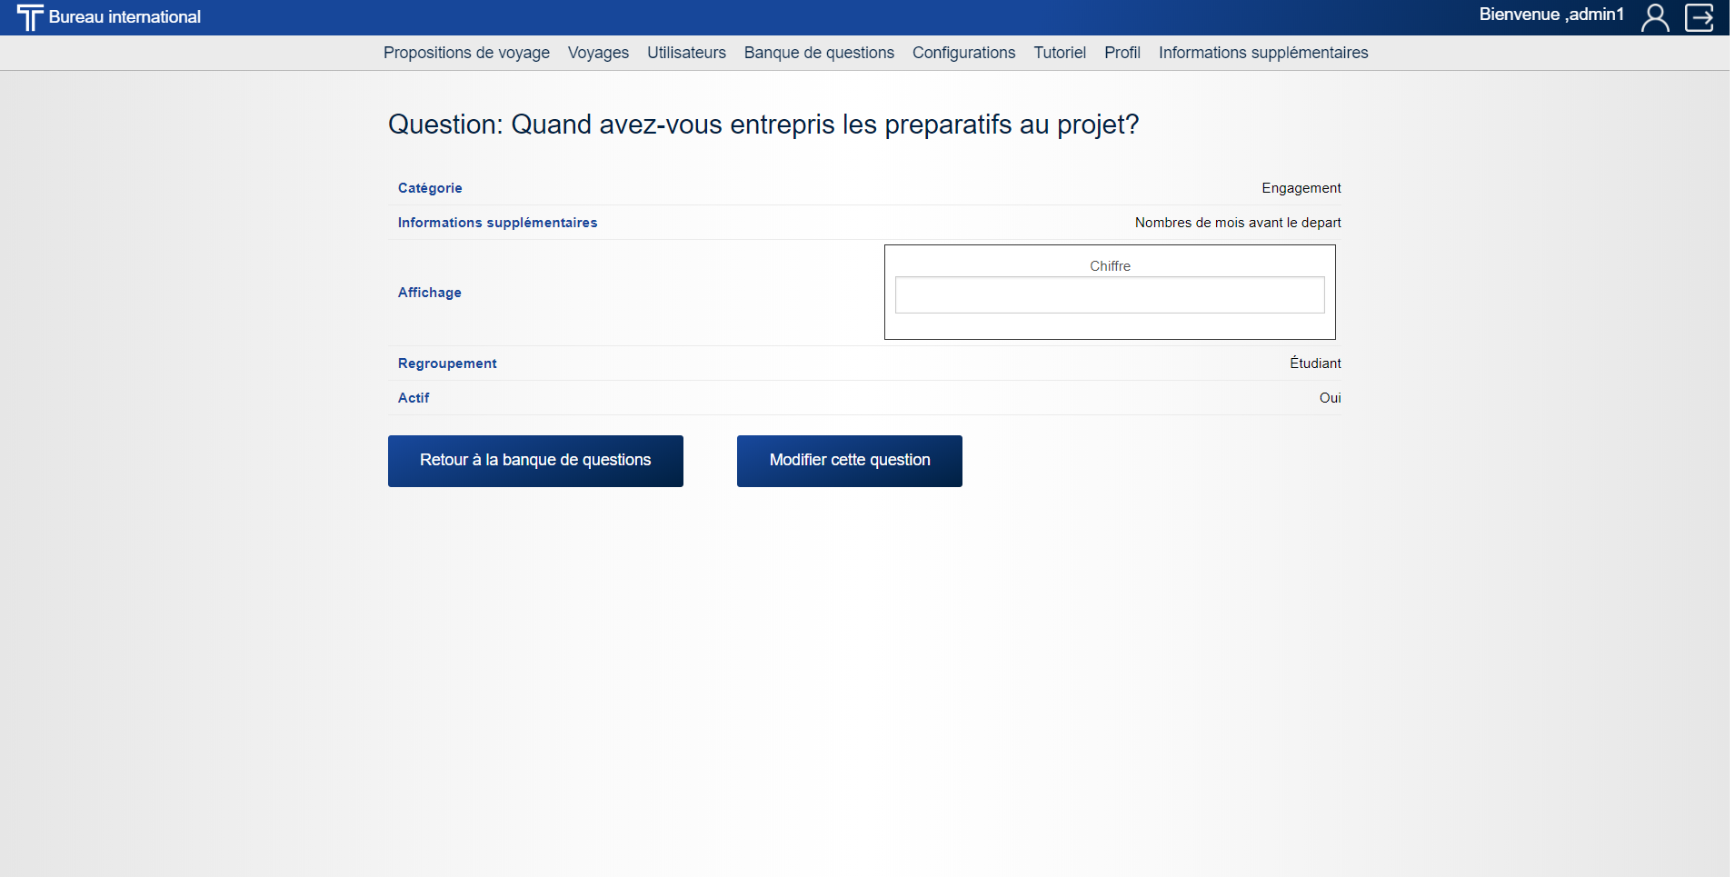 Bureau international
Bienvenue ,admin1
Propositions de voyage Voyages Utilisateurs Banque de questions Configurations Tutoriel Profil Informations supplémentaires
Question: Quand avez-vous entrepris les preparatifs au projet?
Catégorie Engagement
Informations supplémentaires Nombres de mois avant le depart
Chiffre
Affichage
Regroupement Étudiant
Actif Oui
Retour à la banque de questions Modifier cette question